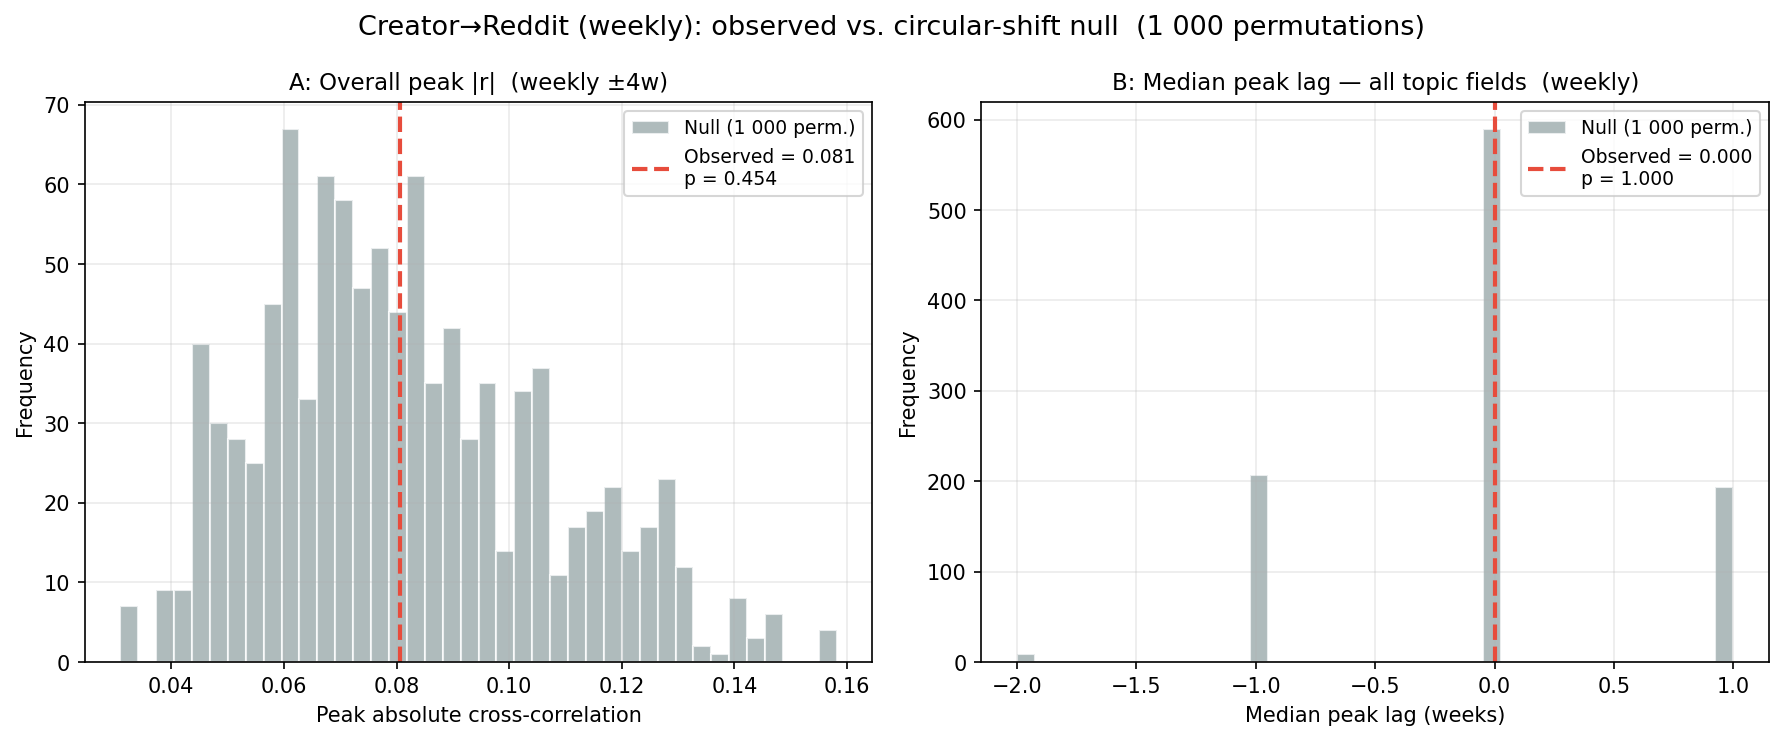 Creator→Reddit (weekly): observed vs. circular-shift null  (1 000 permutations)
A: Overall peak |r|  (weekly ±4w)
70
60
50
40
30
20
10
0
Frequency
0.04 0.06 0.08 0.10 0.12 0.14 0.16
Peak absolute cross-correlation
Null (1 000 perm.)
Observed = 0.081
p = 0.454
B: Median peak lag — all topic fields  (weekly)
600
500
400
300
200
100
0
Frequency
−2.0 −1.5 −1.0 −0.5 0.0 0.5 1.0
Median peak lag (weeks)
Null (1 000 perm.)
Observed = 0.000
p = 1.000